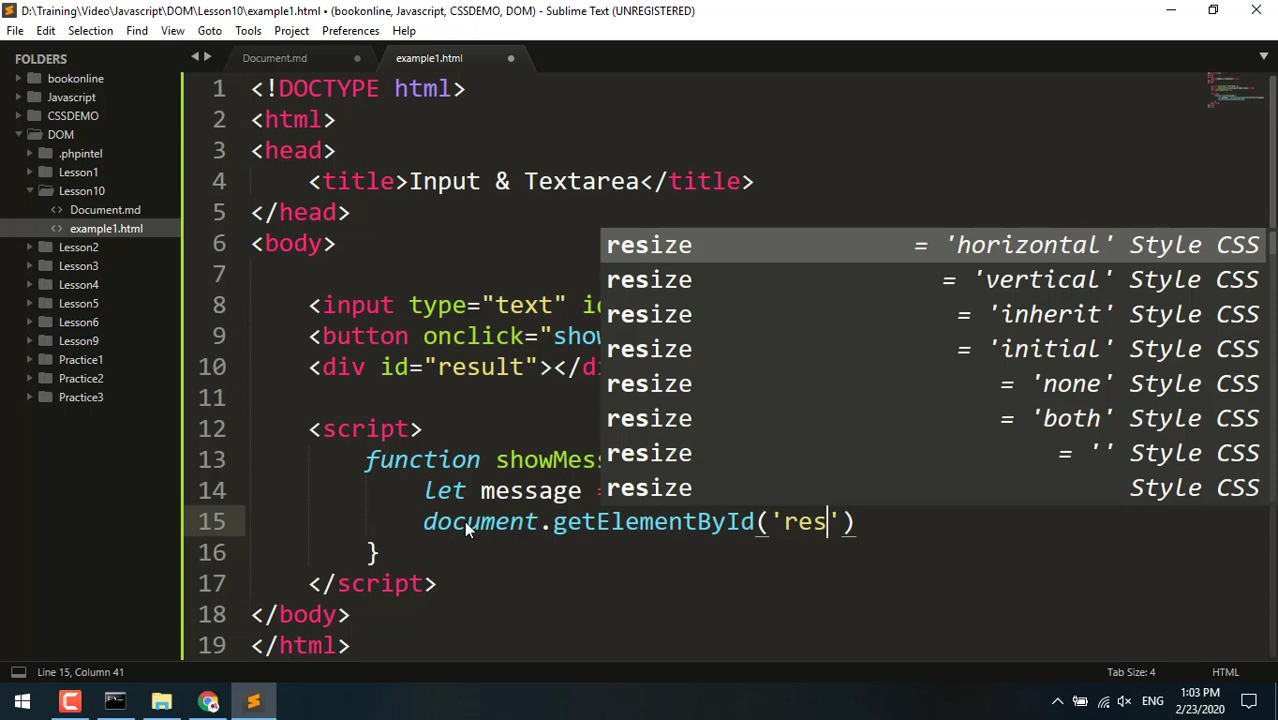 D:\Training\Video\Javascript\DOM\Lesson10\example1.html • (bookonline, Javascript, CSSDEMO, DOM) - Sublime Text (UNREGISTERED)
File Edit Selection Find View Goto Tools Project Preferences Help
FOLDERS
bookonline
Javascript
CSSDEMO
DOM
.phpintel
Lesson1
Lesson10
Document.md
example1.html
Lesson2
Lesson3
Lesson4
Lesson5
Lesson6
Lesson9
Practice1
Practice2
Practice3
Document.md example1.html
1 <!DOCTYPE html>
2 <html>
3 <head>
4 <title>Input & Textarea</title>
5 </head>
6 <body>
7
8 <input type="text" id
9 <button onclick="show
10 <div id="result"></di
11
12 <script>
13 function showMess
14 let message =
15 document.getElementById('res')
16 }
17 </script>
18 </body>
19 </html>
resize = 'horizontal' Style CSS
resize = 'vertical' Style CSS
resize = 'inherit' Style CSS
resize = 'initial' Style CSS
resize = 'none' Style CSS
resize = 'both' Style CSS
resize = '' Style CSS
resize Style CSS
Line 15, Column 41 Tab Size: 4 HTML
ENG
1:03 PM
2/23/2020